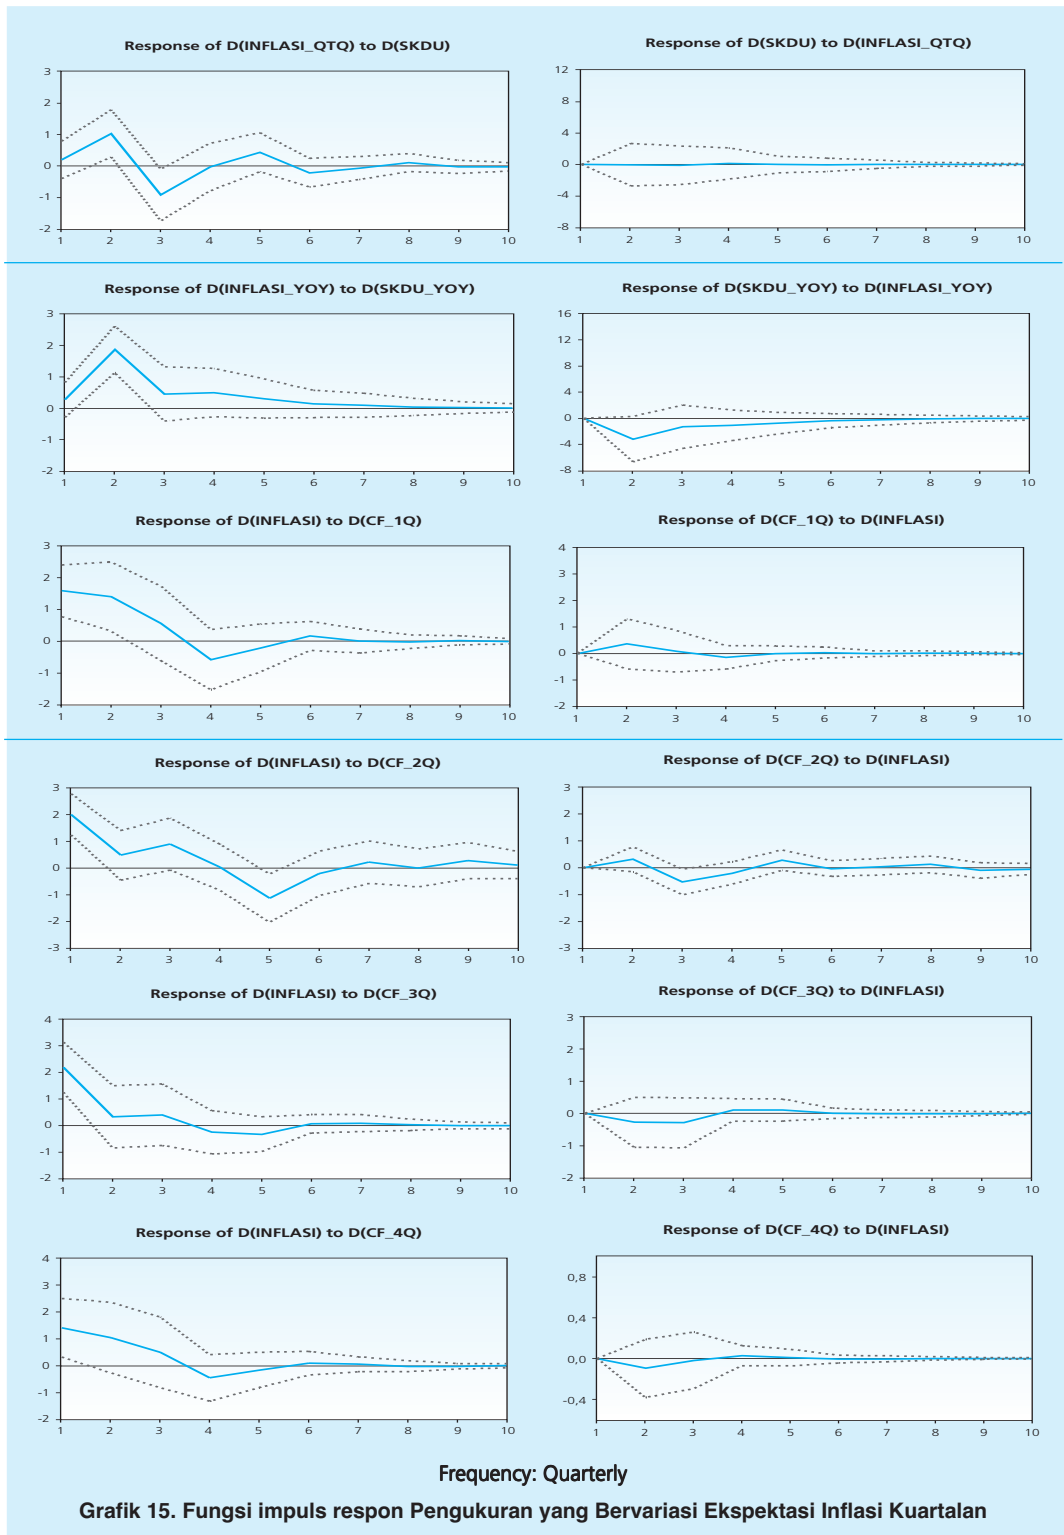 Response of D(INFLASI_QTQ) to D(SKDU)
3
2
1
0
-1
-2
1 2 3 4 5 6 7 8 9 10
Response of D(SKDU) to D(INFLASI_QTQ)
12
8
4
0
-4
-8
1 2 3 4 5 6 7 8 9 10
Response of D(INFLASI_YOY) to D(SKDU_YOY)
3
2
1
0
-1
-2
1 2 3 4 5 6 7 8 9 10
Response of D(SKDU_YOY) to D(INFLASI_YOY)
16
12
8
4
0
-4
-8
1 2 3 4 5 6 7 8 9 10
Response of D(INFLASI) to D(CF_1Q)
3
2
1
0
-1
-2
1 2 3 4 5 6 7 8 9 10
Response of D(CF_1Q) to D(INFLASI)
4
3
2
1
0
-1
-2
1 2 3 4 5 6 7 8 9 10
Response of D(INFLASI) to D(CF_2Q)
3
2
1
0
-1
-2
-3
1 2 3 4 5 6 7 8 9 10
Response of D(CF_2Q) to D(INFLASI)
3
2
1
0
-1
-2
-3
1 2 3 4 5 6 7 8 9 10
Response of D(INFLASI) to D(CF_3Q)
4
3
2
1
0
-1
-2
1 2 3 4 5 6 7 8 9 10
Response of D(CF_3Q) to D(INFLASI)
3
2
1
0
-1
-2
1 2 3 4 5 6 7 8 9 10
Response of D(INFLASI) to D(CF_4Q)
4
3
2
1
0
-1
-2
1 2 3 4 5 6 7 8 9 10
Response of D(CF_4Q) to D(INFLASI)
0,8
0,4
0,0
-0,4
1 2 3 4 5 6 7 8 9 10
Frequency: Quarterly
Grafik 15. Fungsi impuls respon Pengukuran yang Bervariasi Ekspektasi Inflasi Kuartalan